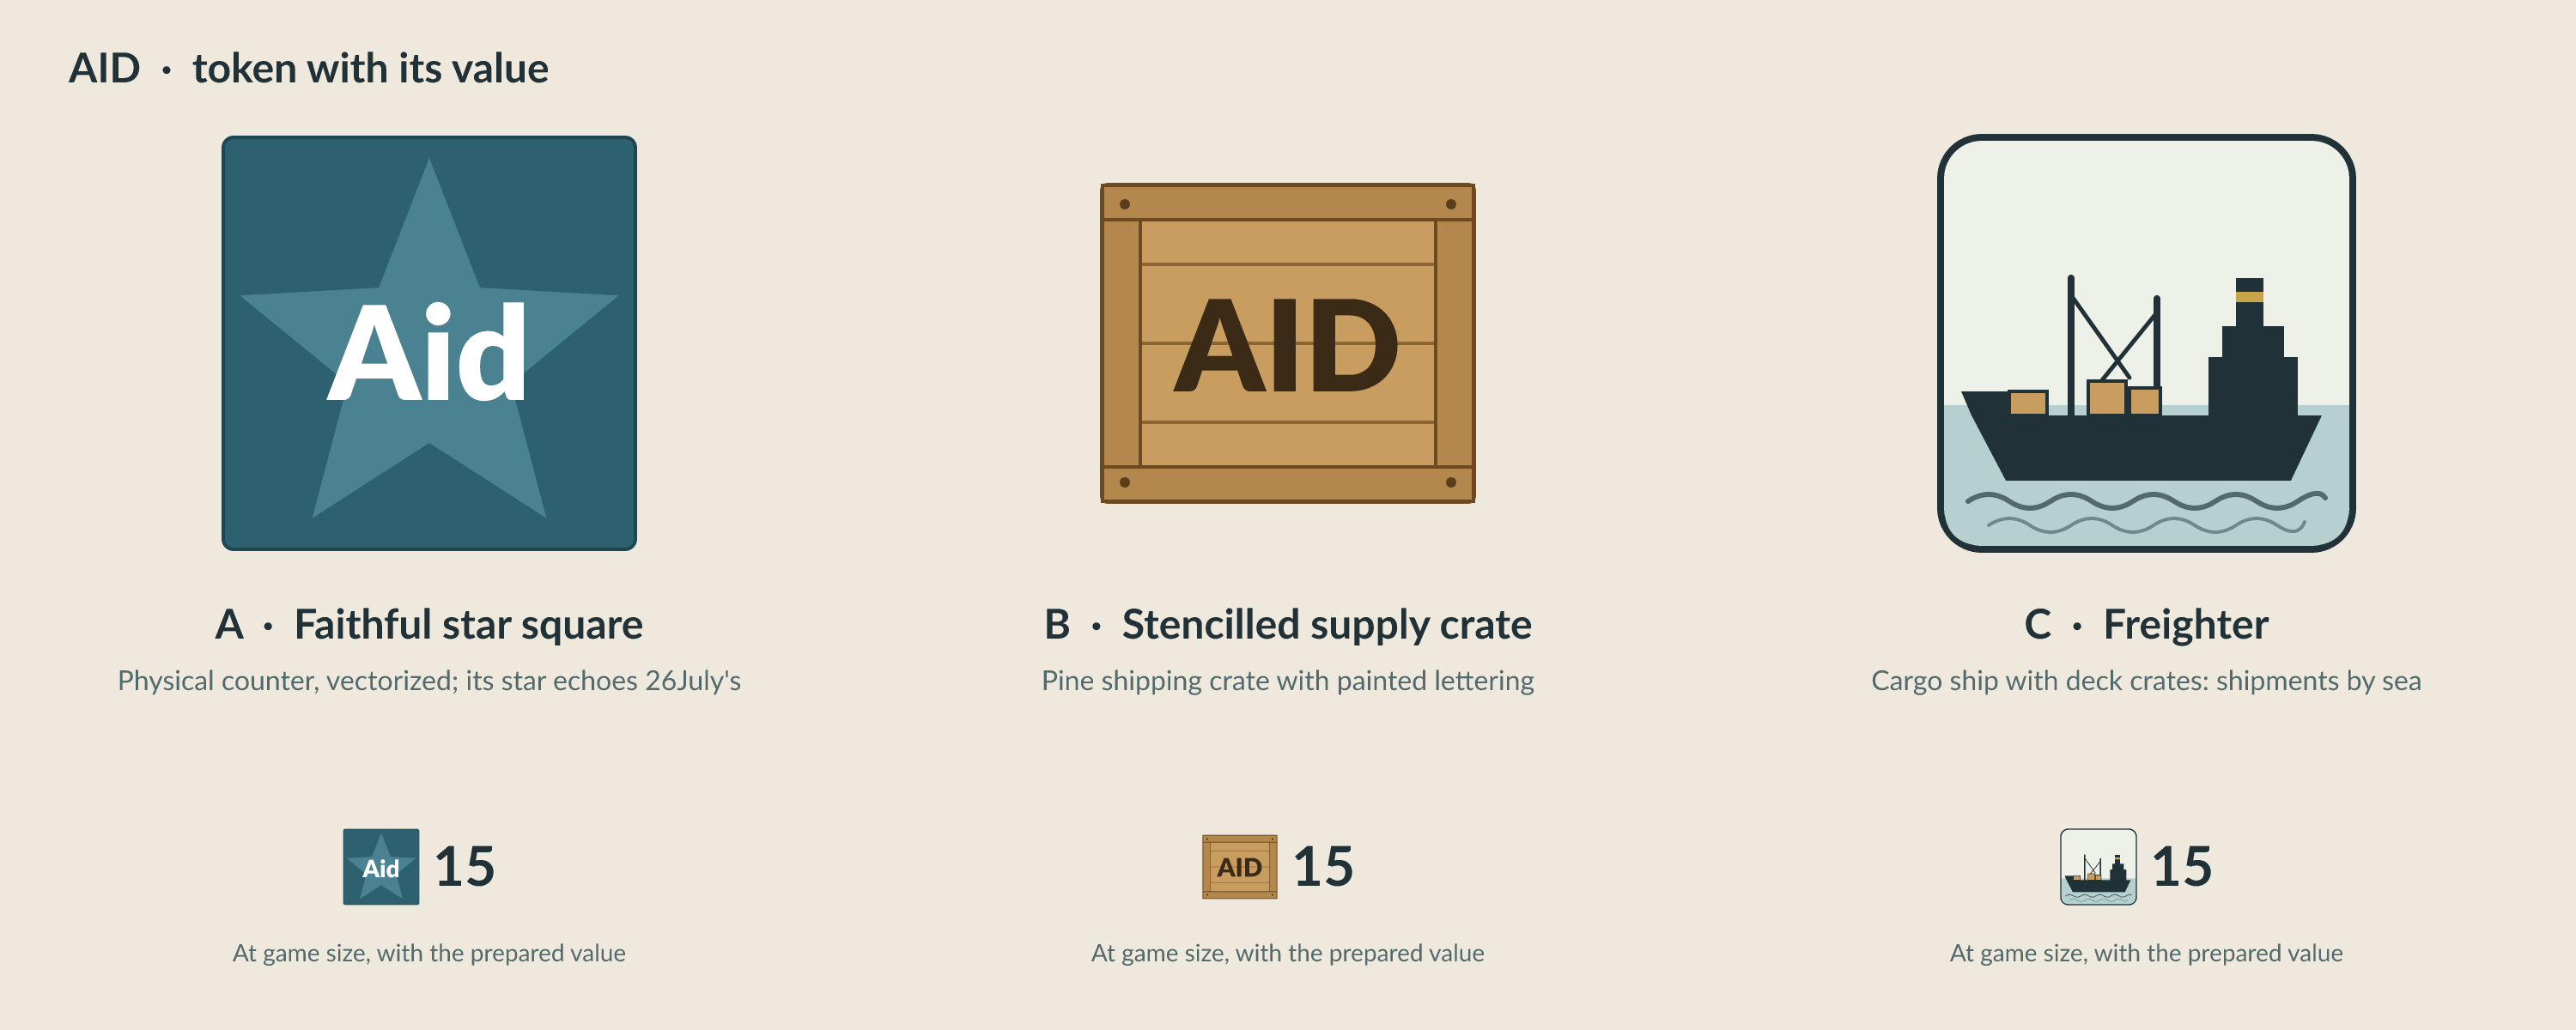 AID · token with its value
Aid
AID
A · Faithful star square
B · Stencilled supply crate
C · Freighter
Physical counter, vectorized; its star echoes 26July's
Pine shipping crate with painted lettering
Cargo ship with deck crates: shipments by sea
Aid 15
AID 15
15
At game size, with the prepared value
At game size, with the prepared value
At game size, with the prepared value